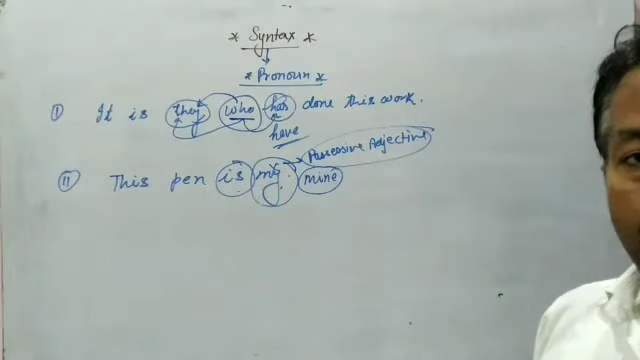 * Syntax *
* Pronoun *
I It is they who has done this work.
have
Possessive Adjective
II This pen is my. mine